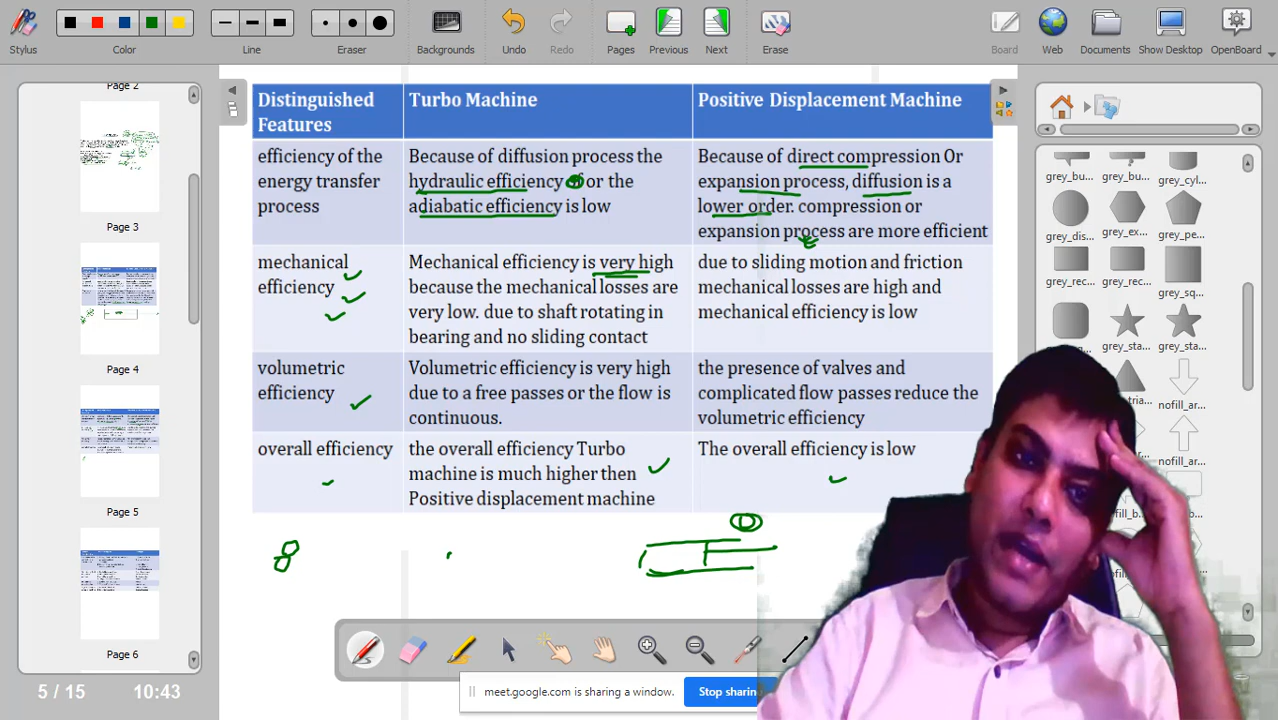 Stylus
Color
Line
Eraser
Backgrounds
Undo
Redo
Pages
Previous
Next
Erase
Board
Web
Documents
Show Desktop
OpenBoard
Page 2
Page 3
Page 4
Page 5
Page 6
5 / 15
10:43
Distinguished
Features
Turbo Machine
Positive Displacement Machine
efficiency of the
energy transfer
process
Because of diffusion process the
hydraulic efficiency or the
adiabatic efficiency is low
Because of direct compression Or
expansion process, diffusion is a
lower order. compression or
expansion process are more efficient
mechanical
efficiency
Mechanical efficiency is very high
because the mechanical losses are
very low. due to shaft rotating in
bearing and no sliding contact
due to sliding motion and friction
mechanical losses are high and
mechanical efficiency is low
volumetric
efficiency
Volumetric efficiency is very high
due to a free passes or the flow is
continuous.
the presence of valves and
complicated flow passes reduce the
volumetric efficiency
overall efficiency
the overall efficiency Turbo
machine is much higher then
Positive displacement machine
The overall efficiency is low
8
grey_bu...
grey_bu...
grey_cyl...
grey_dis...
grey_ex...
grey_pe...
grey_rec...
grey_rec...
grey_sq...
grey_sta...
grey_sta...
nofill_ar...
nofill_ar...
meet.google.com is sharing a window.
Stop sharing